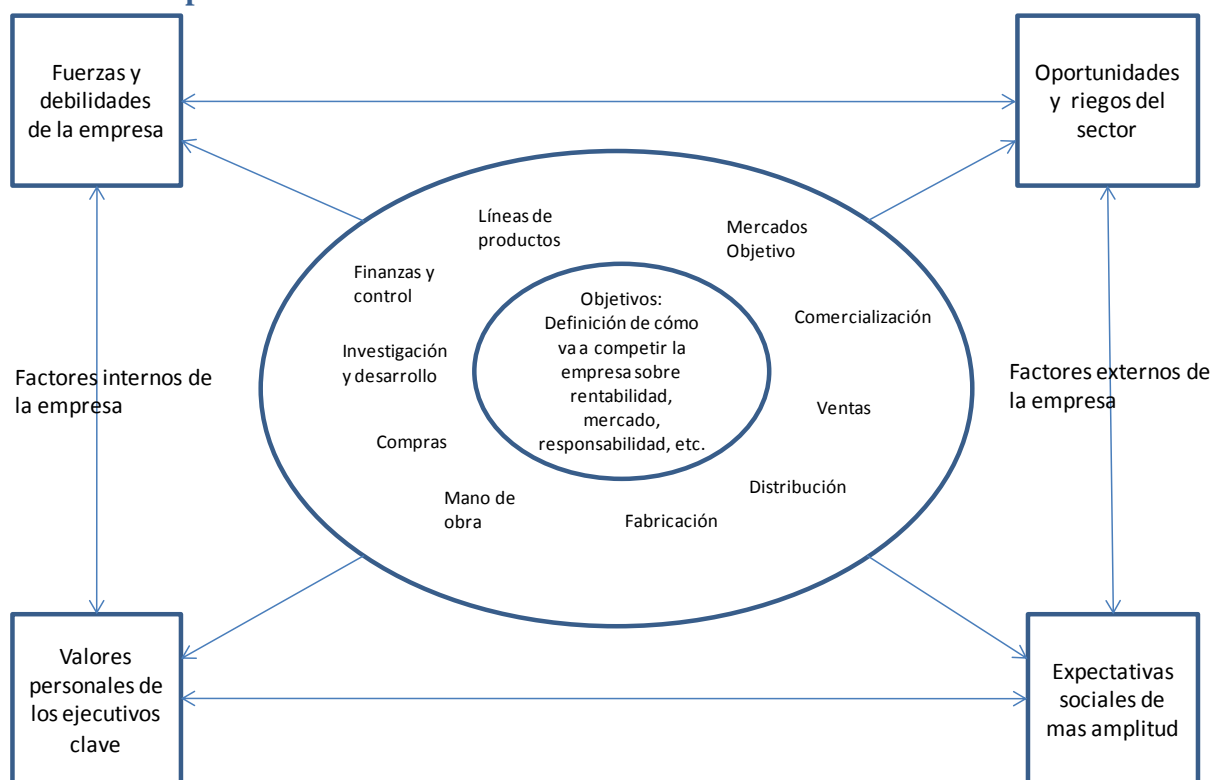 Fuerzas y
debilidades
de la empresa
Oportunidades
y riegos del
sector
Líneas de
productos
Mercados
Objetivo
Finanzas y
control
Objetivos:
Definición de cómo
va a competir la
empresa sobre
rentabilidad,
mercado,
responsabilidad, etc.
Comercialización
Investigación
y desarrollo
Factores internos de
la empresa
Factores externos de
la empresa
Ventas
Compras
Distribución
Mano de
obra
Fabricación
Valores
personales de
los ejecutivos
clave
Expectativas
sociales de
mas amplitud